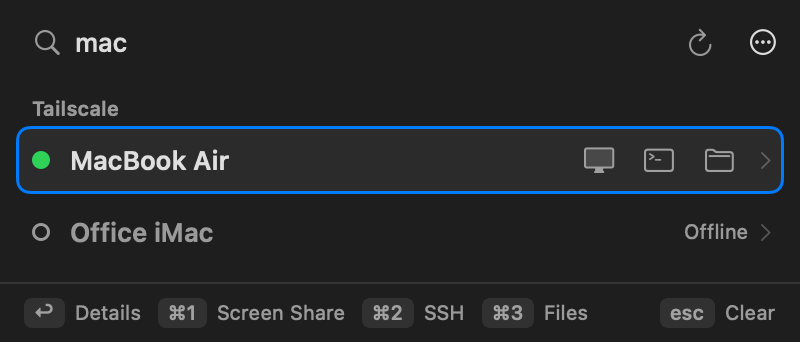 mac
Tailscale
MacBook Air
Office iMac Offline
Details ⌘1 Screen Share ⌘2 SSH ⌘3 Files esc Clear